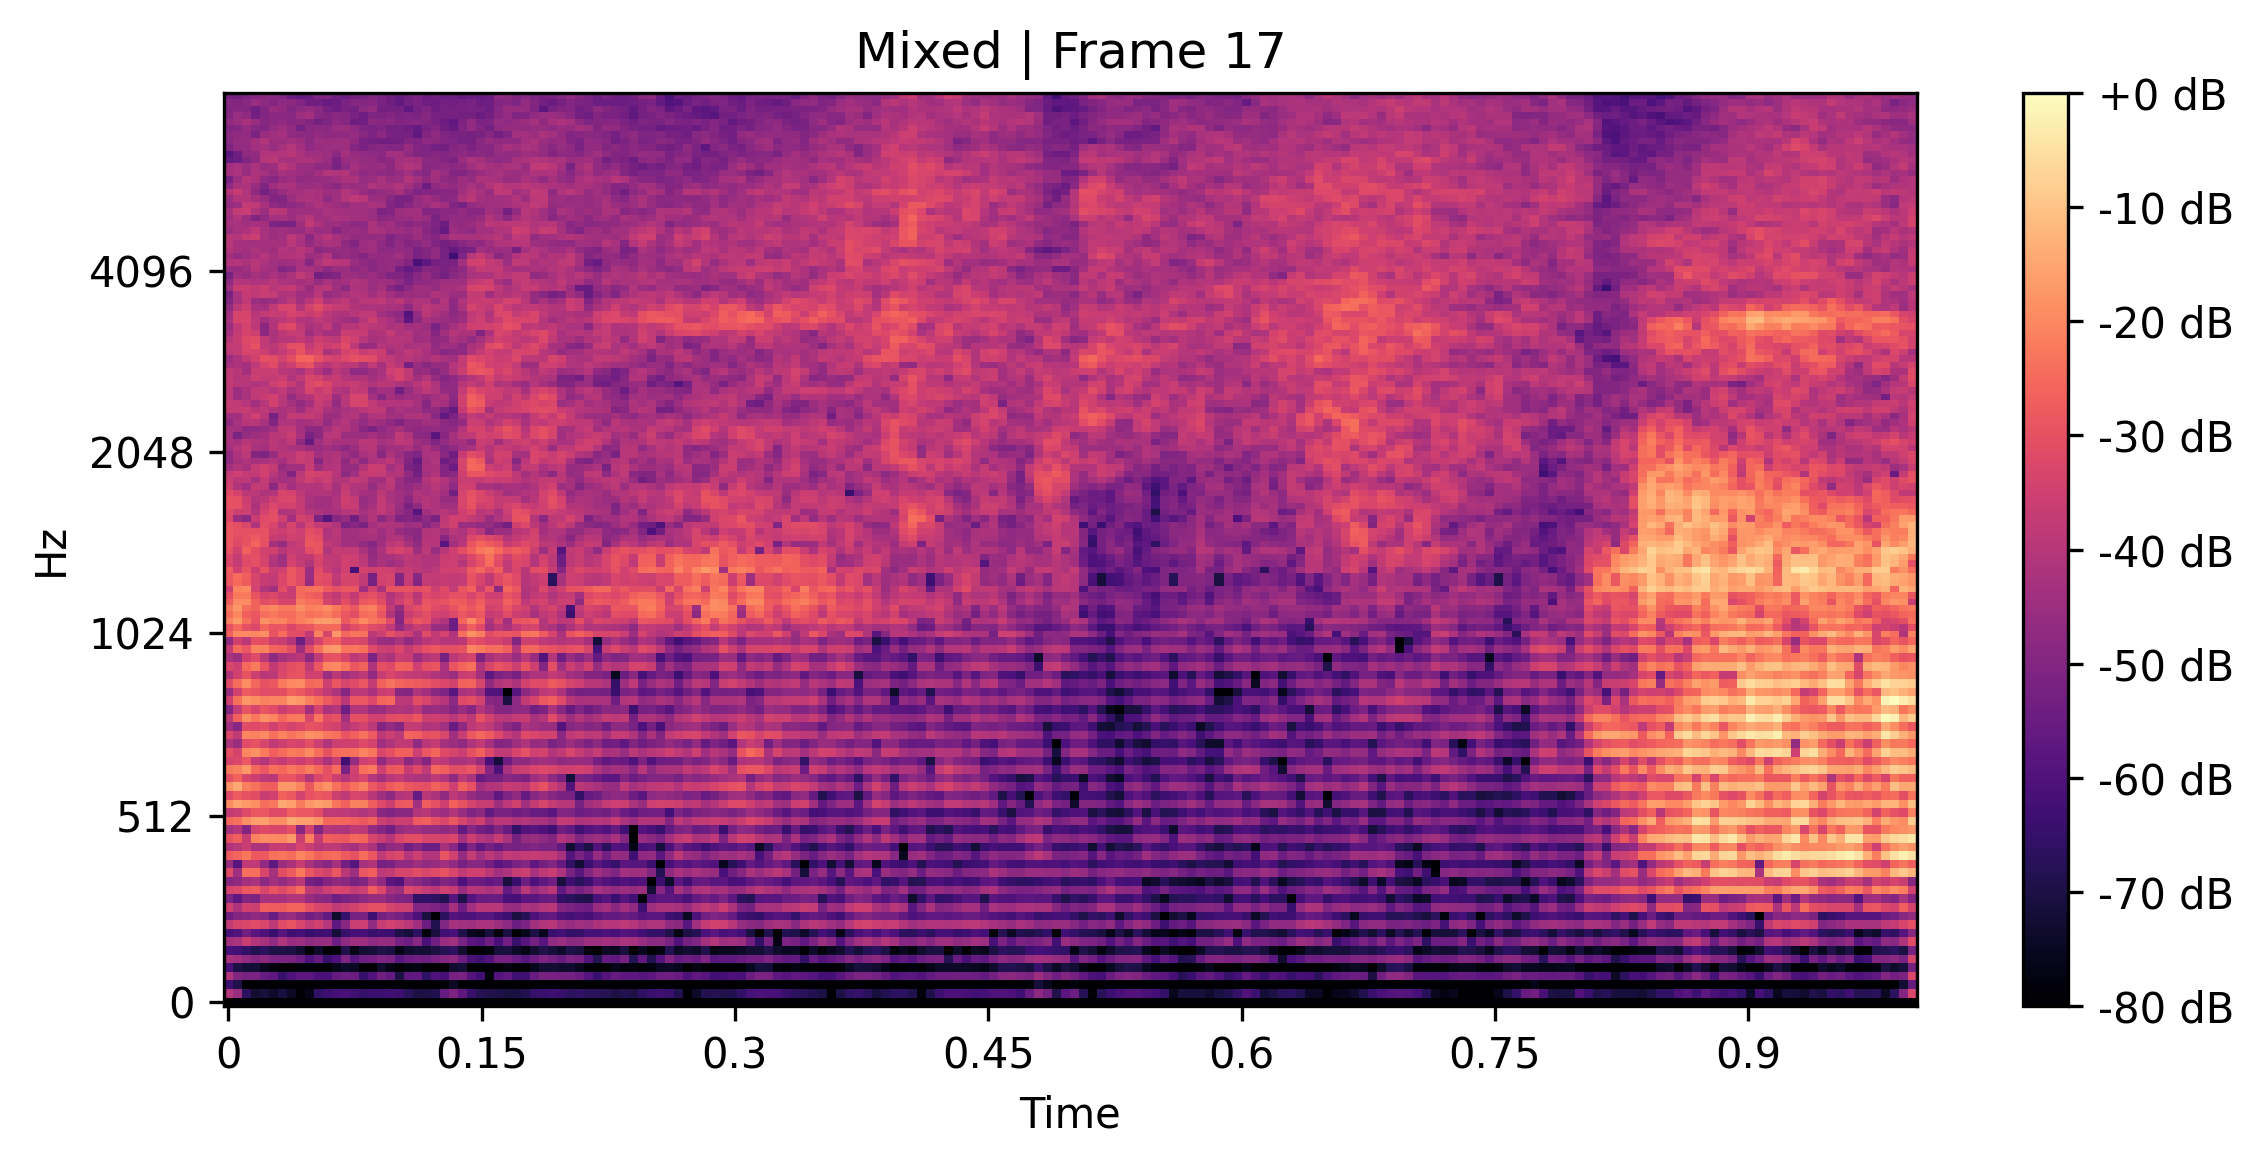 Mixed | Frame 17
+0 dB
-10 dB
-20 dB
-30 dB
-40 dB
-50 dB
-60 dB
-70 dB
-80 dB
Hz
4096
2048
1024
512
0
0
0.15
0.3
0.45
0.6
0.75
0.9
Time